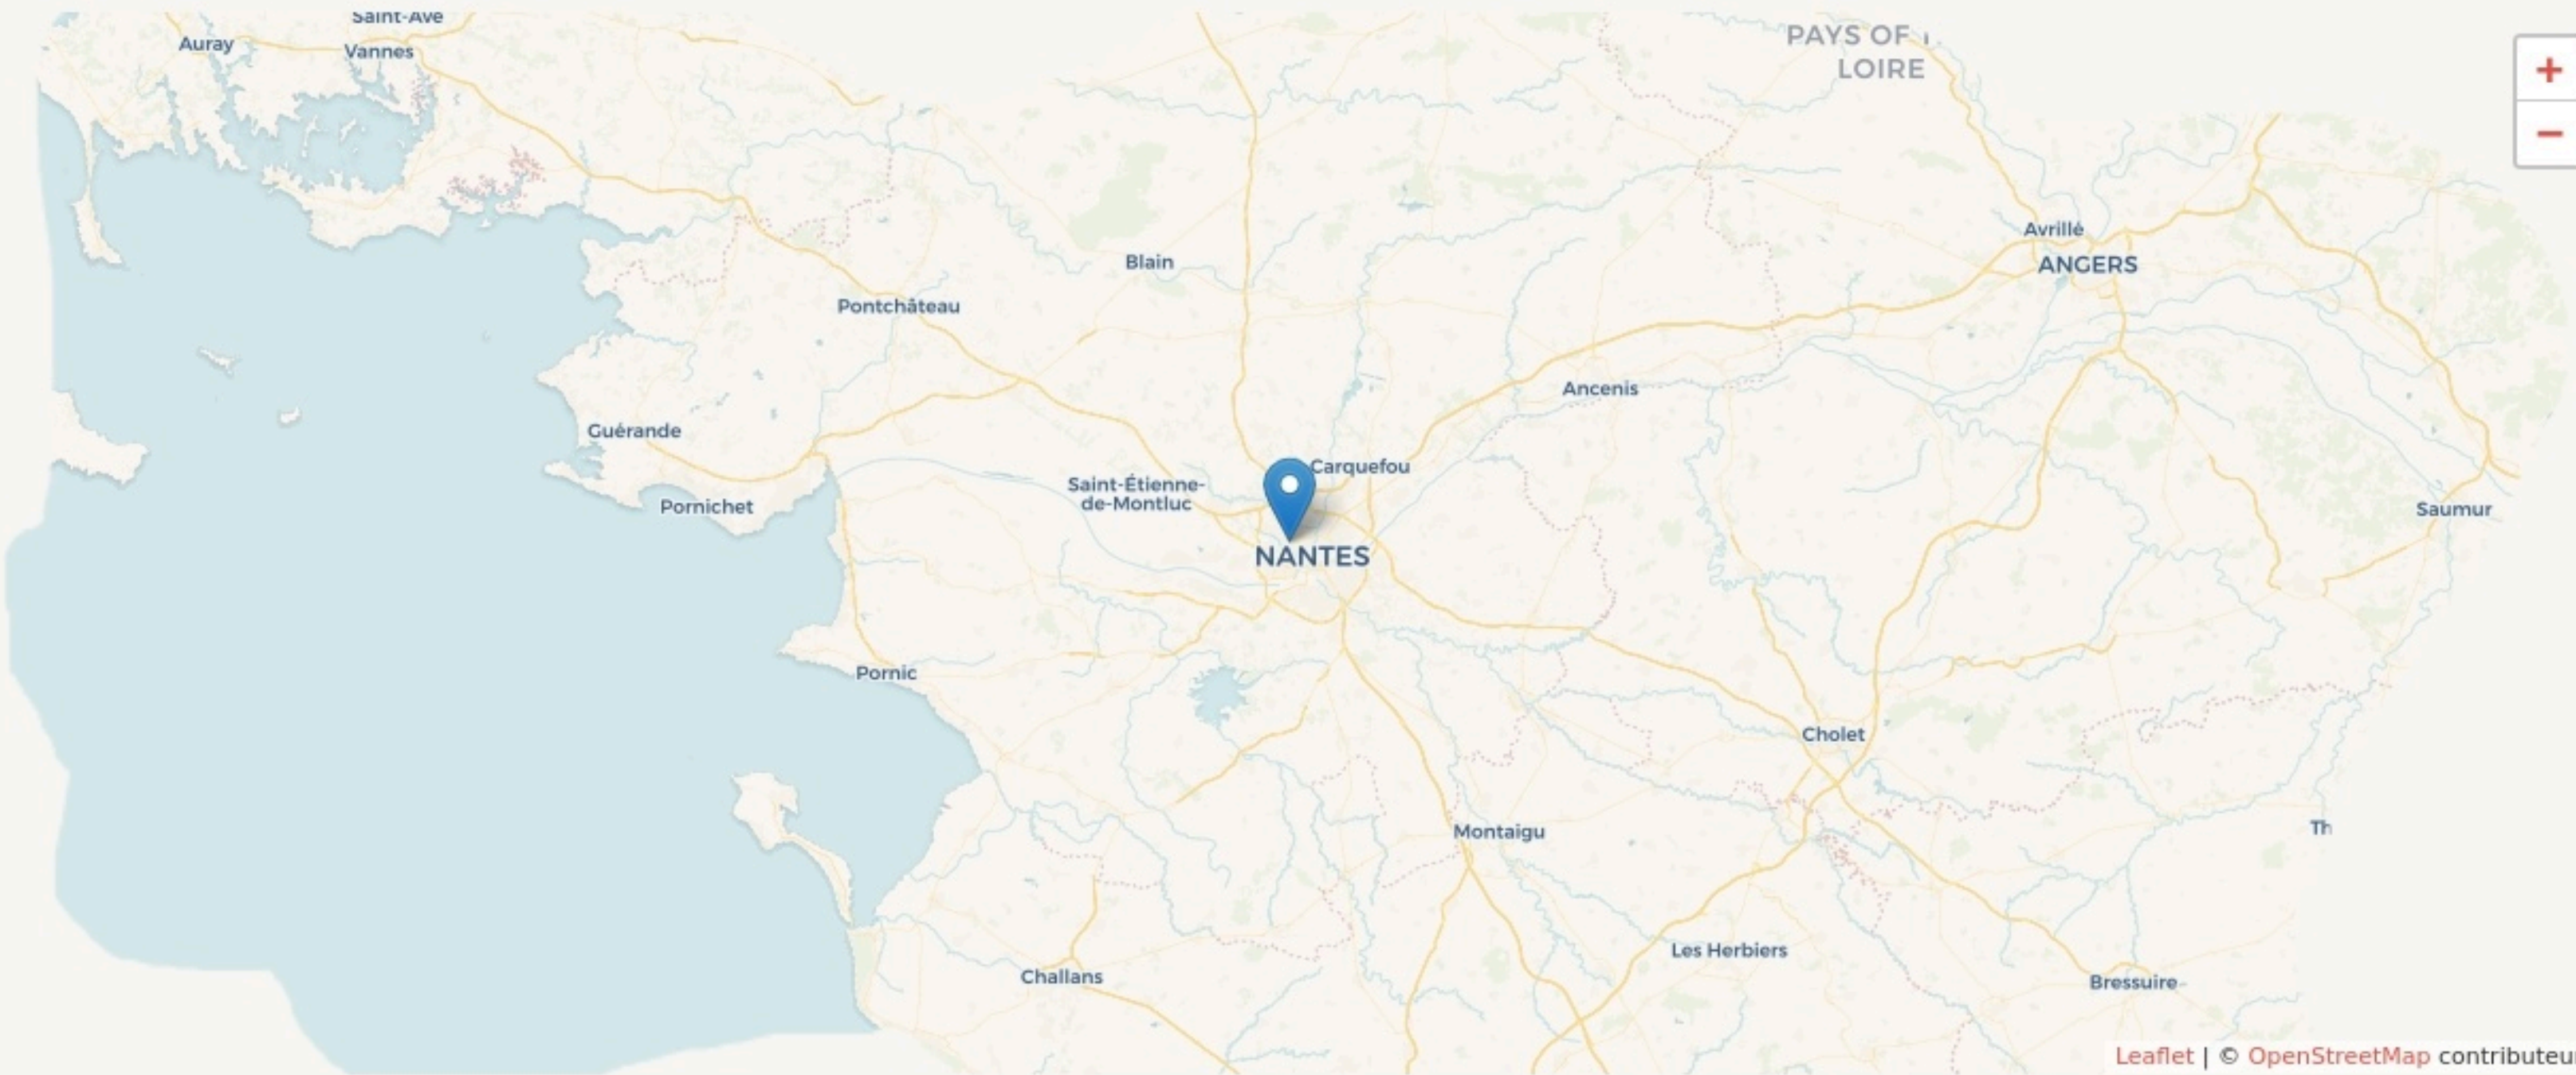 Saint-Avé
Auray
Vannes
PAYS OF
LOIRE
+
−
Avrillé
ANGERS
Blain
Pontchâteau
Ancenis
Guérande
Carquefou
Saint-Étienne-
de-Montluc
Pornichet
Saumur
NANTES
Pornic
Cholet
Montaigu
Th
Les Herbiers
Challans
Bressuire
Leaflet | © OpenStreetMap contributeu